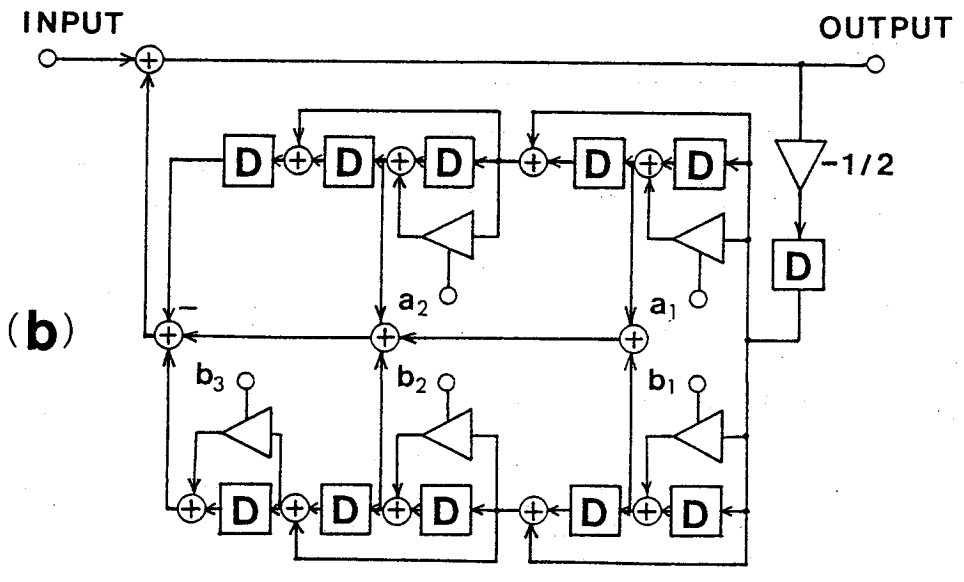 INPUT
OUTPUT
D D D D D
-1/2
D
a₂
a₁
(b)
−
b₃
b₂
b₁
D D D D D